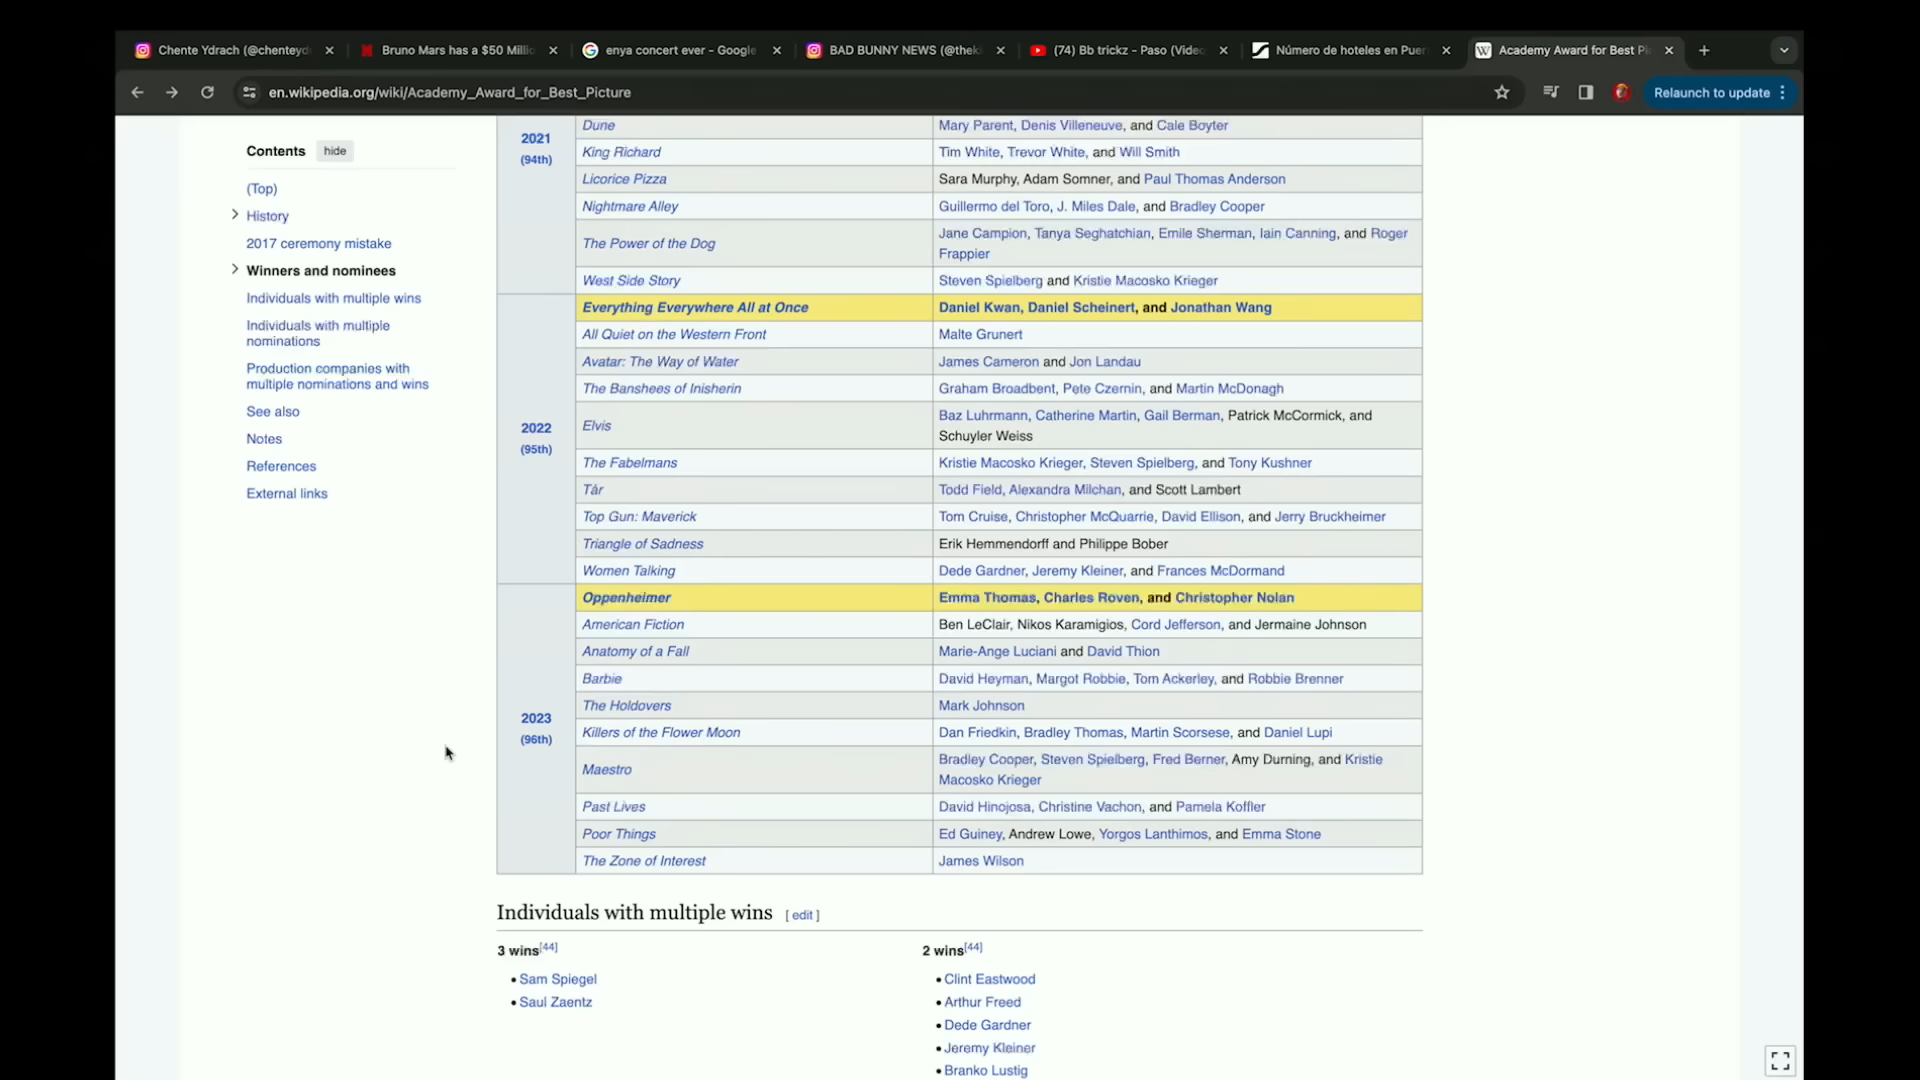 Chente Ydrach (@chenteyd
Bruno Mars has a $50 Milli
enya concert ever - Google
BAD BUNNY NEWS (@theki
(74) Bb trickz - Paso (Video
Número de hoteles en Puer
Academy Award for Best Pi
en.wikipedia.org/wiki/Academy_Award_for_Best_Picture
Relaunch to update
Contents hide
(Top)
History
2017 ceremony mistake
Winners and nominees
Individuals with multiple wins
Individuals with multiple
nominations
Production companies with
multiple nominations and wins
See also
Notes
References
External links
2021
(94th)
Dune Mary Parent, Denis Villeneuve, and Cale Boyter
King Richard Tim White, Trevor White, and Will Smith
Licorice Pizza Sara Murphy, Adam Somner, and Paul Thomas Anderson
Nightmare Alley Guillermo del Toro, J. Miles Dale, and Bradley Cooper
The Power of the Dog Jane Campion, Tanya Seghatchian, Emile Sherman, Iain Canning, and Roger
Frappier
West Side Story Steven Spielberg and Kristie Macosko Krieger
2022
(95th)
Everything Everywhere All at Once Daniel Kwan, Daniel Scheinert, and Jonathan Wang
All Quiet on the Western Front Malte Grunert
Avatar: The Way of Water James Cameron and Jon Landau
The Banshees of Inisherin Graham Broadbent, Pete Czernin, and Martin McDonagh
Elvis Baz Luhrmann, Catherine Martin, Gail Berman, Patrick McCormick, and
Schuyler Weiss
The Fabelmans Kristie Macosko Krieger, Steven Spielberg, and Tony Kushner
Tár Todd Field, Alexandra Milchan, and Scott Lambert
Top Gun: Maverick Tom Cruise, Christopher McQuarrie, David Ellison, and Jerry Bruckheimer
Triangle of Sadness Erik Hemmendorff and Philippe Bober
Women Talking Dede Gardner, Jeremy Kleiner, and Frances McDormand
2023
(96th)
Oppenheimer Emma Thomas, Charles Roven, and Christopher Nolan
American Fiction Ben LeClair, Nikos Karamigios, Cord Jefferson, and Jermaine Johnson
Anatomy of a Fall Marie-Ange Luciani and David Thion
Barbie David Heyman, Margot Robbie, Tom Ackerley, and Robbie Brenner
The Holdovers Mark Johnson
Killers of the Flower Moon Dan Friedkin, Bradley Thomas, Martin Scorsese, and Daniel Lupi
Maestro Bradley Cooper, Steven Spielberg, Fred Berner, Amy Durning, and Kristie
Macosko Krieger
Past Lives David Hinojosa, Christine Vachon, and Pamela Koffler
Poor Things Ed Guiney, Andrew Lowe, Yorgos Lanthimos, and Emma Stone
The Zone of Interest James Wilson
Individuals with multiple wins [ edit ]
3 wins[44]
• Sam Spiegel
• Saul Zaentz
2 wins[44]
• Clint Eastwood
• Arthur Freed
• Dede Gardner
• Jeremy Kleiner
• Branko Lustig